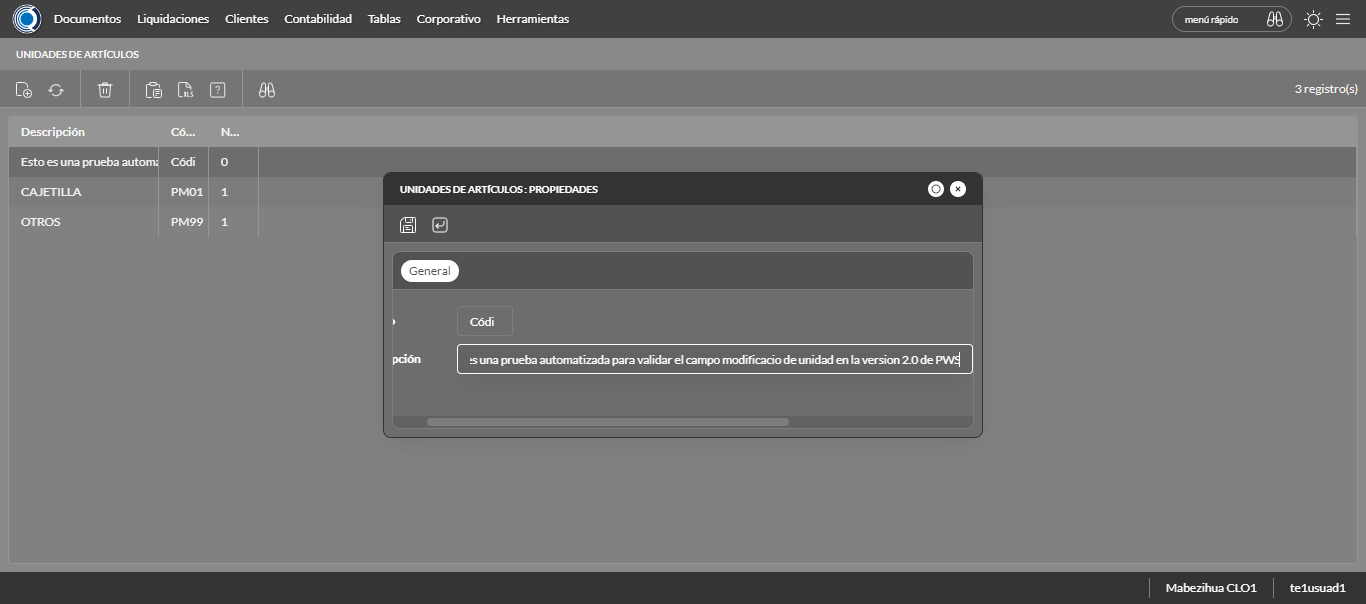 Documentos Liquidaciones Clientes Contabilidad Tablas Corporativo Herramientas menú rápido
UNIDADES DE ARTÍCULOS
XLS ? 3 registro(s)
Descripción Có... N...
Esto es una prueba automa Códi 0
CAJETILLA PM01 1
OTROS PM99 1
UNIDADES DE ARTÍCULOS : PROPIEDADES
General
Códi
pción es una prueba automatizada para validar el campo modificacio de unidad en la version 2.0 de PWS
Mabezihua CLO1 te1usuad1